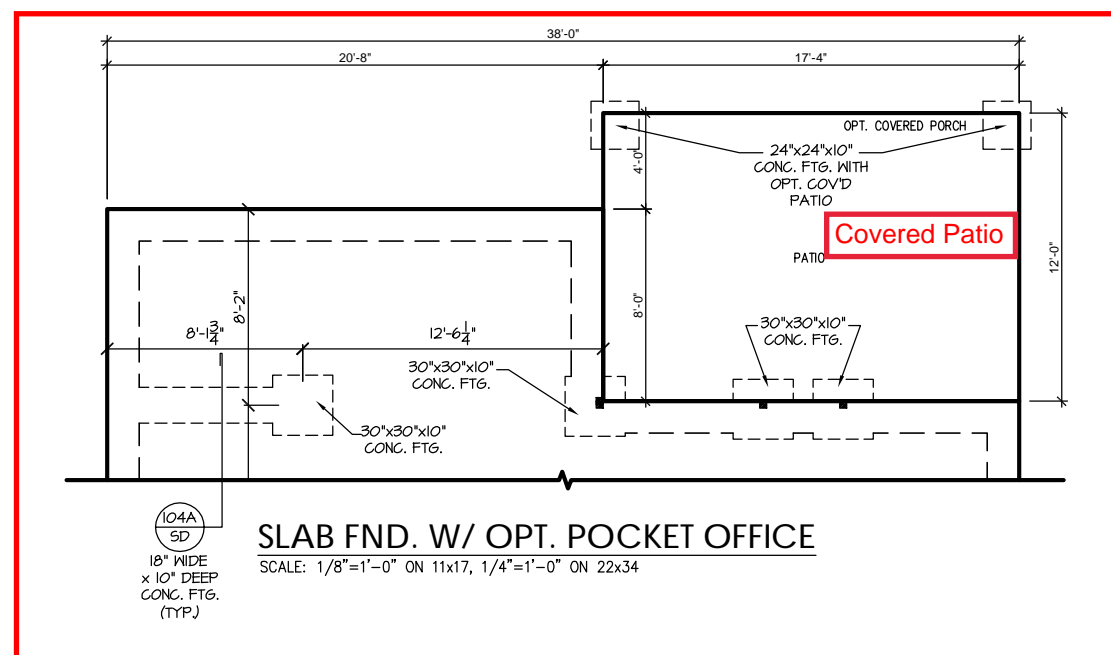 38'-0"
20'-8"
17'-4"
OPT. COVERED PORCH
24"x24"x10"
CONC. FTG. WITH
OPT. COV'D
PATIO
4'-0"
Covered Patio
PATIO
12'-0"
8'-0"
8'-2"
8'-1 3/4"
12'-6 1/4"
30"x30"x10"
CONC. FTG.
30"x30"x10"
CONC. FTG.
30"x30"x10"
CONC. FTG.
104A
SD
18" WIDE
x 10" DEEP
CONC. FTG.
(TYP.)
SLAB FND. W/ OPT. POCKET OFFICE
SCALE: 1/8"=1'-0" ON 11x17, 1/4"=1'-0" ON 22x34